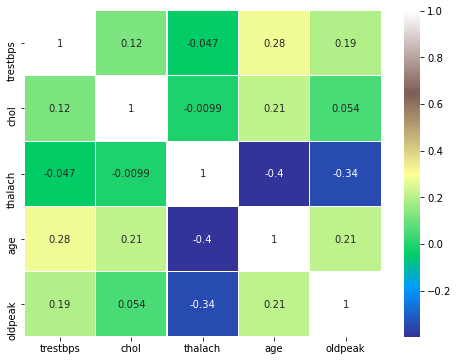 trestbps 1 0.12 -0.047 0.28 0.19
chol 0.12 1 -0.0099 0.21 0.054
thalach -0.047 -0.0099 1 -0.4 -0.34
age 0.28 0.21 -0.4 1 0.21
oldpeak 0.19 0.054 -0.34 0.21 1
trestbps chol thalach age oldpeak
1.0
0.8
0.6
0.4
0.2
0.0
−0.2